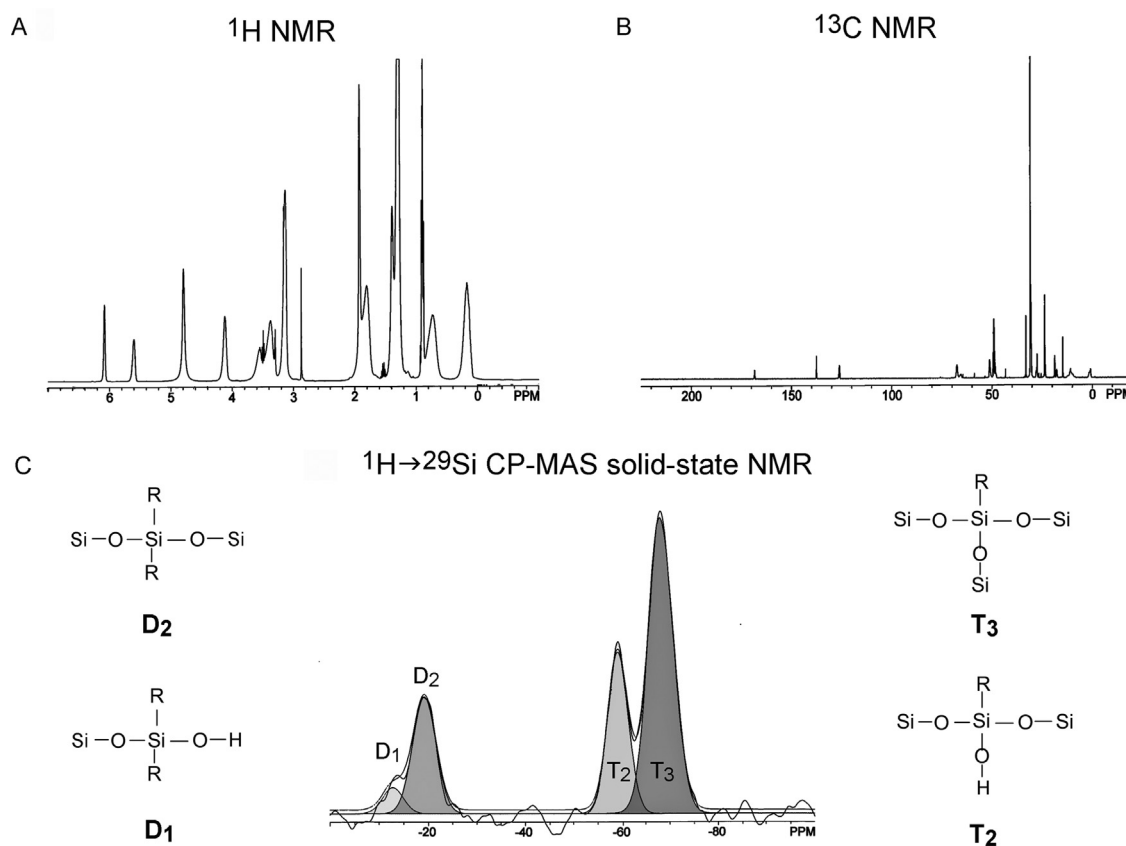 A
¹H NMR
B
¹³C NMR
6 5 4 3 2 1 0 PPM
200 150 100 50 0 PPM
C
¹H→²⁹Si CP-MAS solid-state NMR
R
Si—O—Si—O—Si
R
D₂
R
Si—O—Si—O—H
R
D₁
D₁
D₂
T₂
T₃
-20 -40 -60 -80 PPM
R
Si—O—Si—O—Si
O
Si
T₃
R
Si—O—Si—O—Si
O
H
T₂